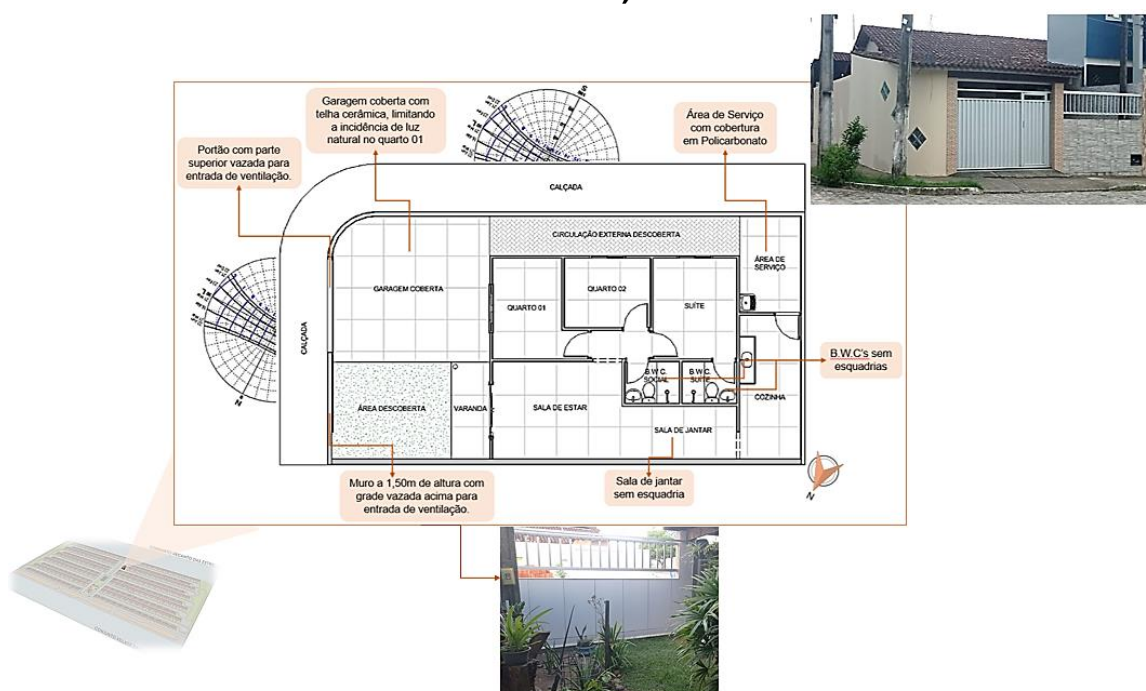 Garagem coberta com
telha cerâmica, limitando
a incidência de luz
natural no quarto 01
Portão com parte
superior vazada para
entrada de ventilação.
Área de Serviço
com cobertura
em Policarbonato
CALÇADA
CIRCULAÇÃO EXTERNA DESCOBERTA
ÁREA DE
SERVIÇO
GARAGEM COBERTA
QUARTO 01
QUARTO 02
SUÍTE
CALÇADA
B.W.C's sem
esquadrias
B.W.C.
SOCIAL
B.W.C.
SUÍTE
COZINHA
ÁREA DESCOBERTA
VARANDA
SALA DE ESTAR
SALA DE JANTAR
Muro a 1,50m de altura com
grade vazada acima para
entrada de ventilação.
Sala de jantar
sem esquadria
N